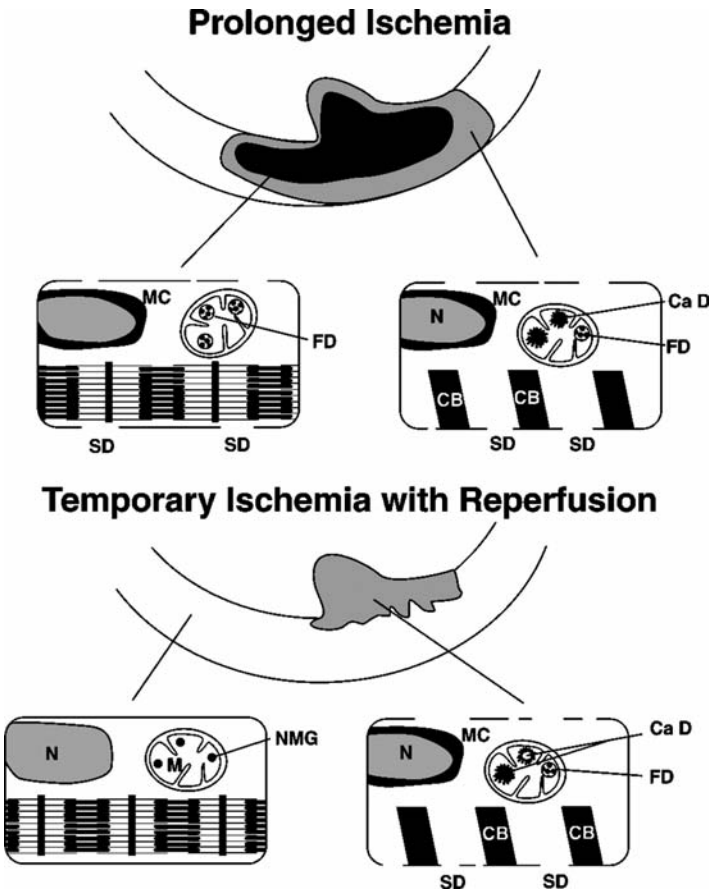 Prolonged Ischemia
MC
FD
SD SD
N MC
Ca D
FD
CB CB
SD SD
Temporary Ischemia with Reperfusion
N
M
NMG
N MC
Ca D
FD
CB CB
SD SD